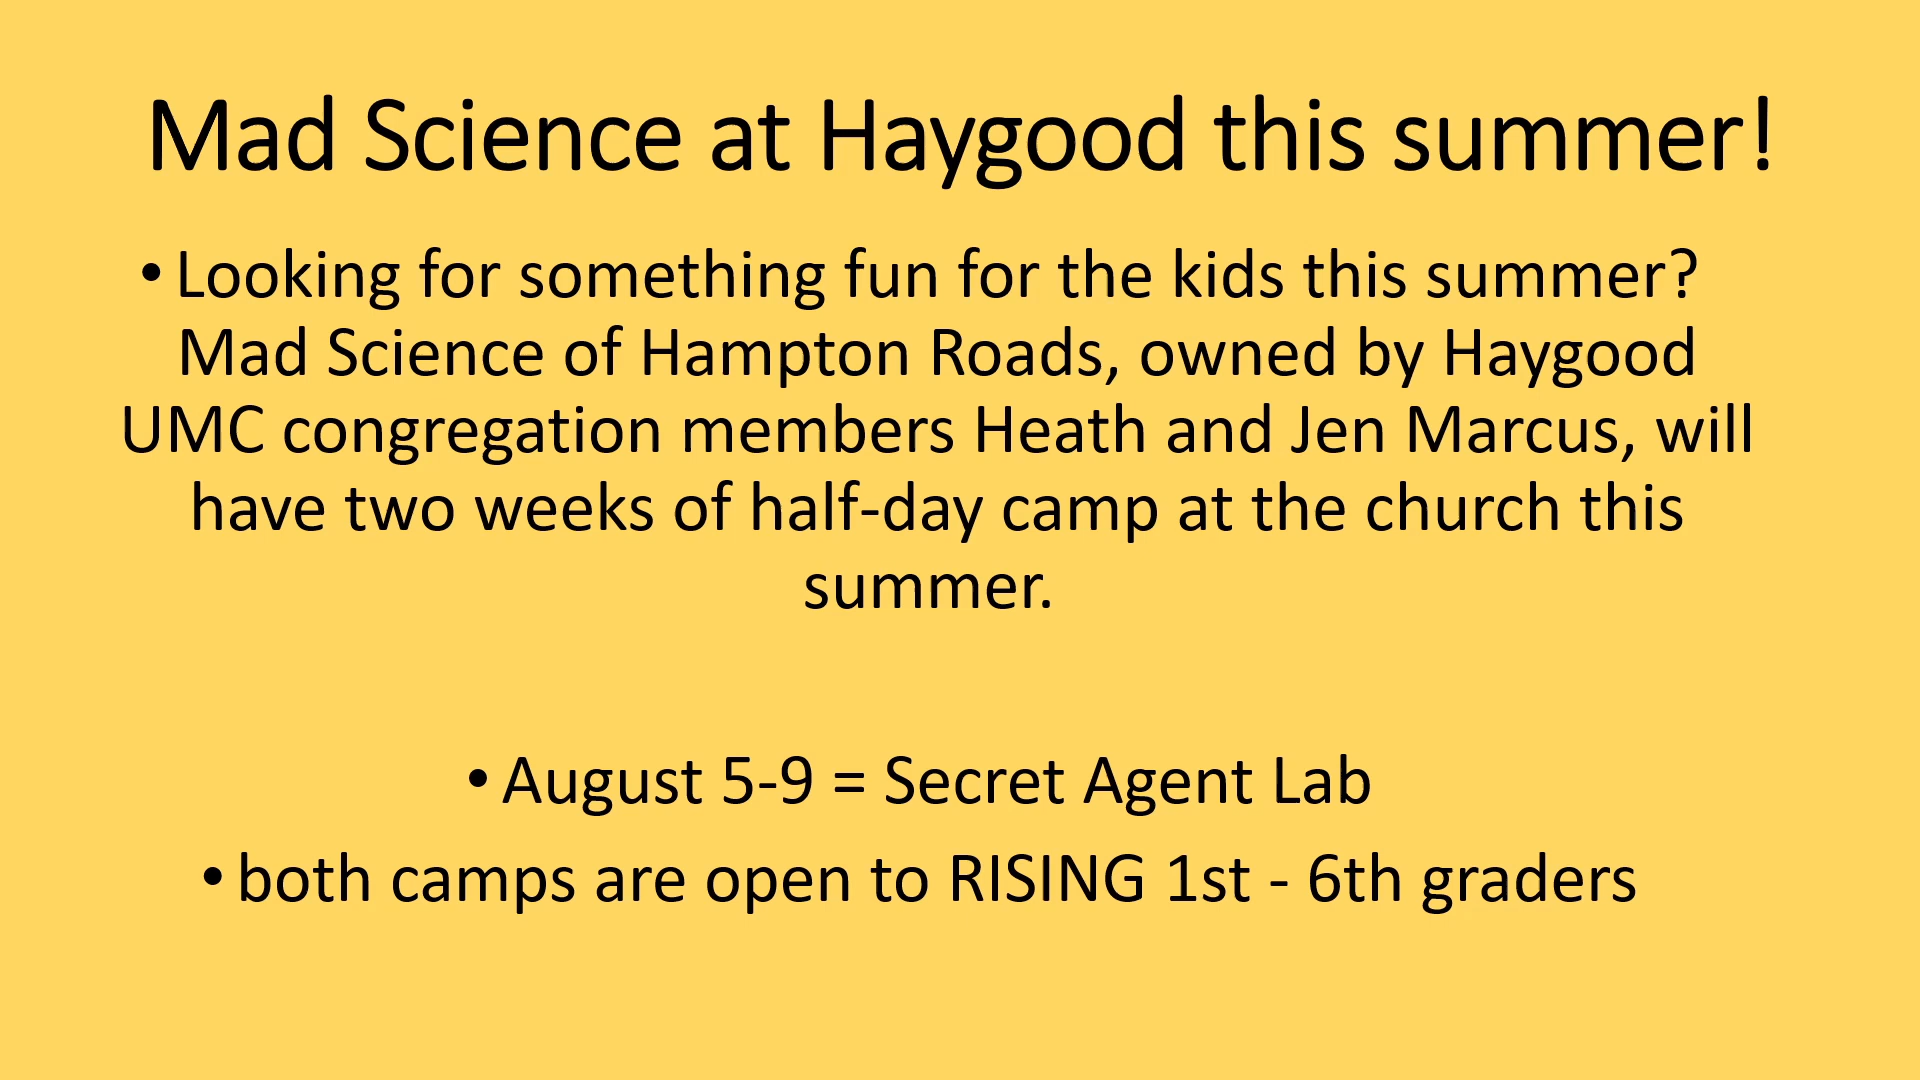 Mad Science at Haygood this summer!
• Looking for something fun for the kids this summer?
Mad Science of Hampton Roads, owned by Haygood
UMC congregation members Heath and Jen Marcus, will
have two weeks of half-day camp at the church this
summer.
• August 5-9 = Secret Agent Lab
• both camps are open to RISING 1st - 6th graders